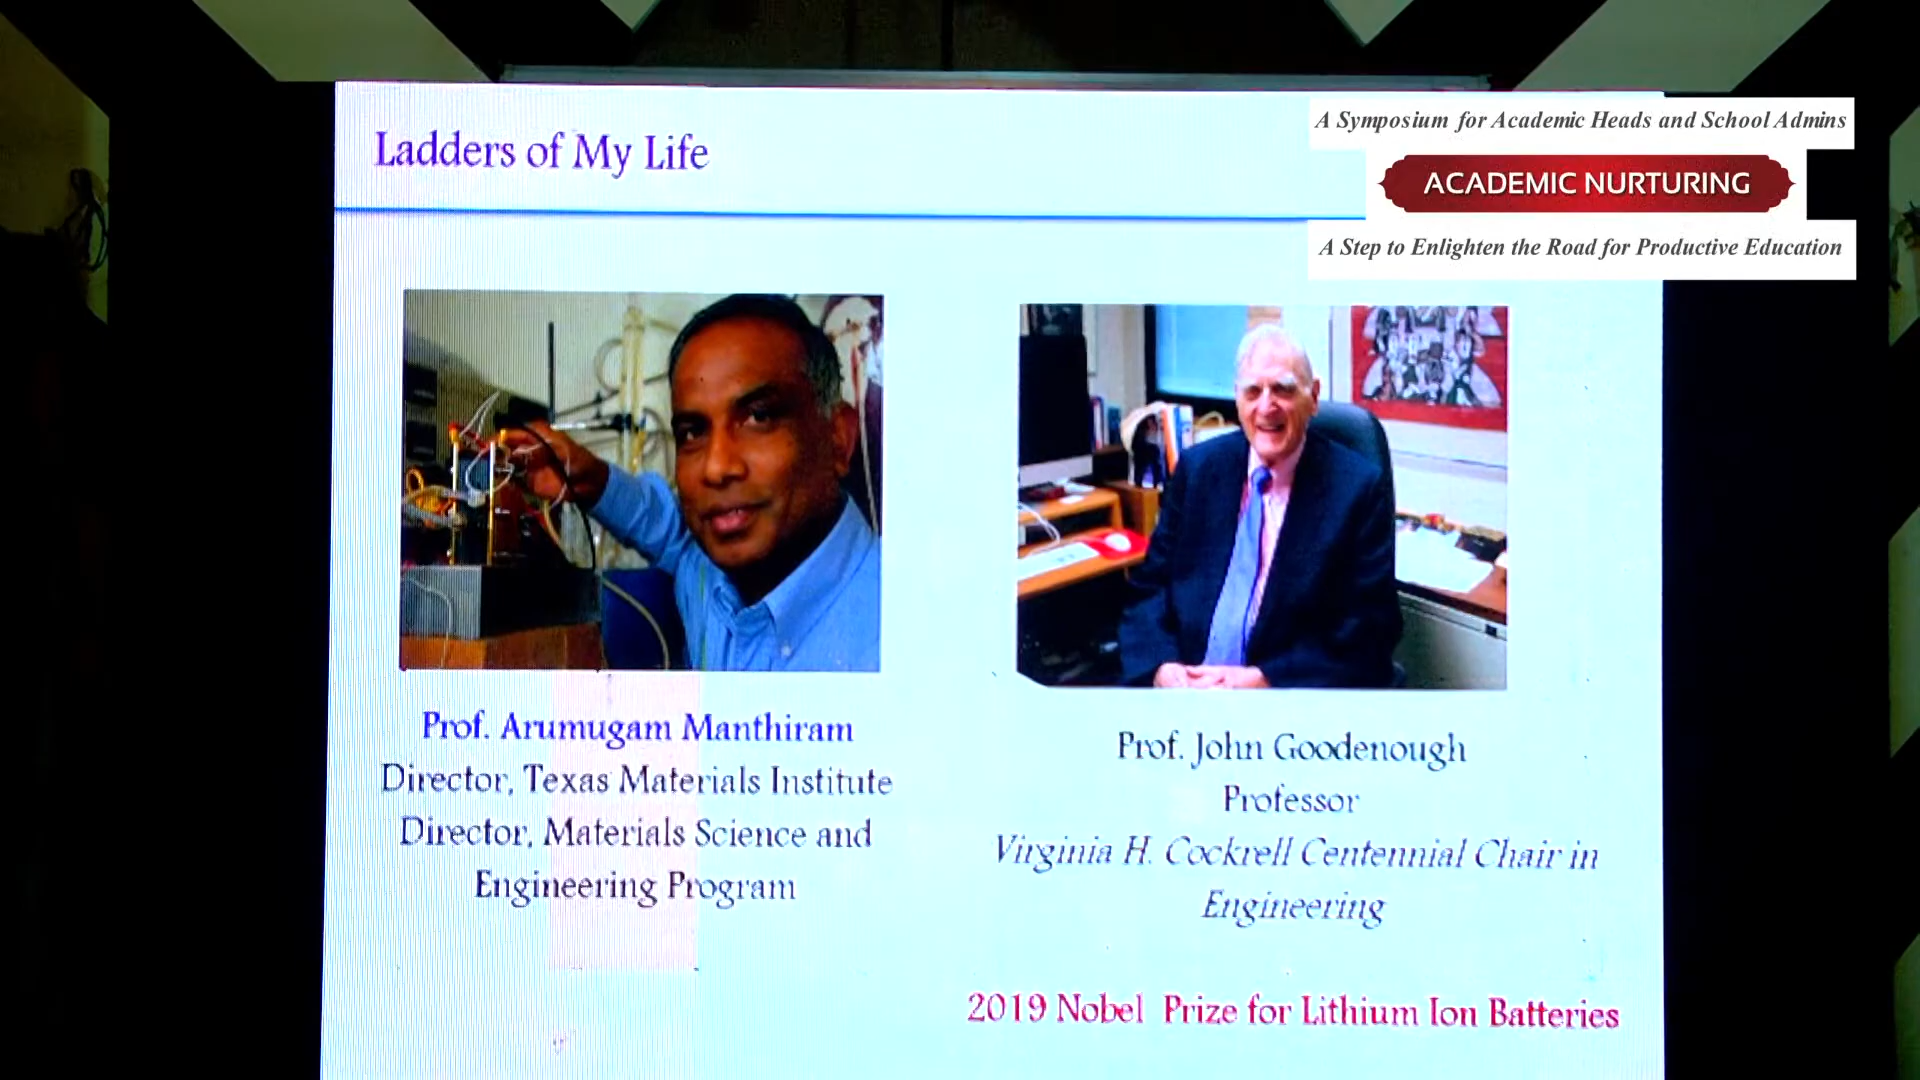 Ladders of My Life
A Symposium for Academic Heads and School Admins
ACADEMIC NURTURING
A Step to Enlighten the Road for Productive Education
Prof. Arumugam Manthiram
Director, Texas Materials Institute
Director, Materials Science and
Engineering Program
Prof. John Goodenough
Professor
Virginia H. Cockrell Centennial Chair in
Engineering
2019 Nobel Prize for Lithium Ion Batteries